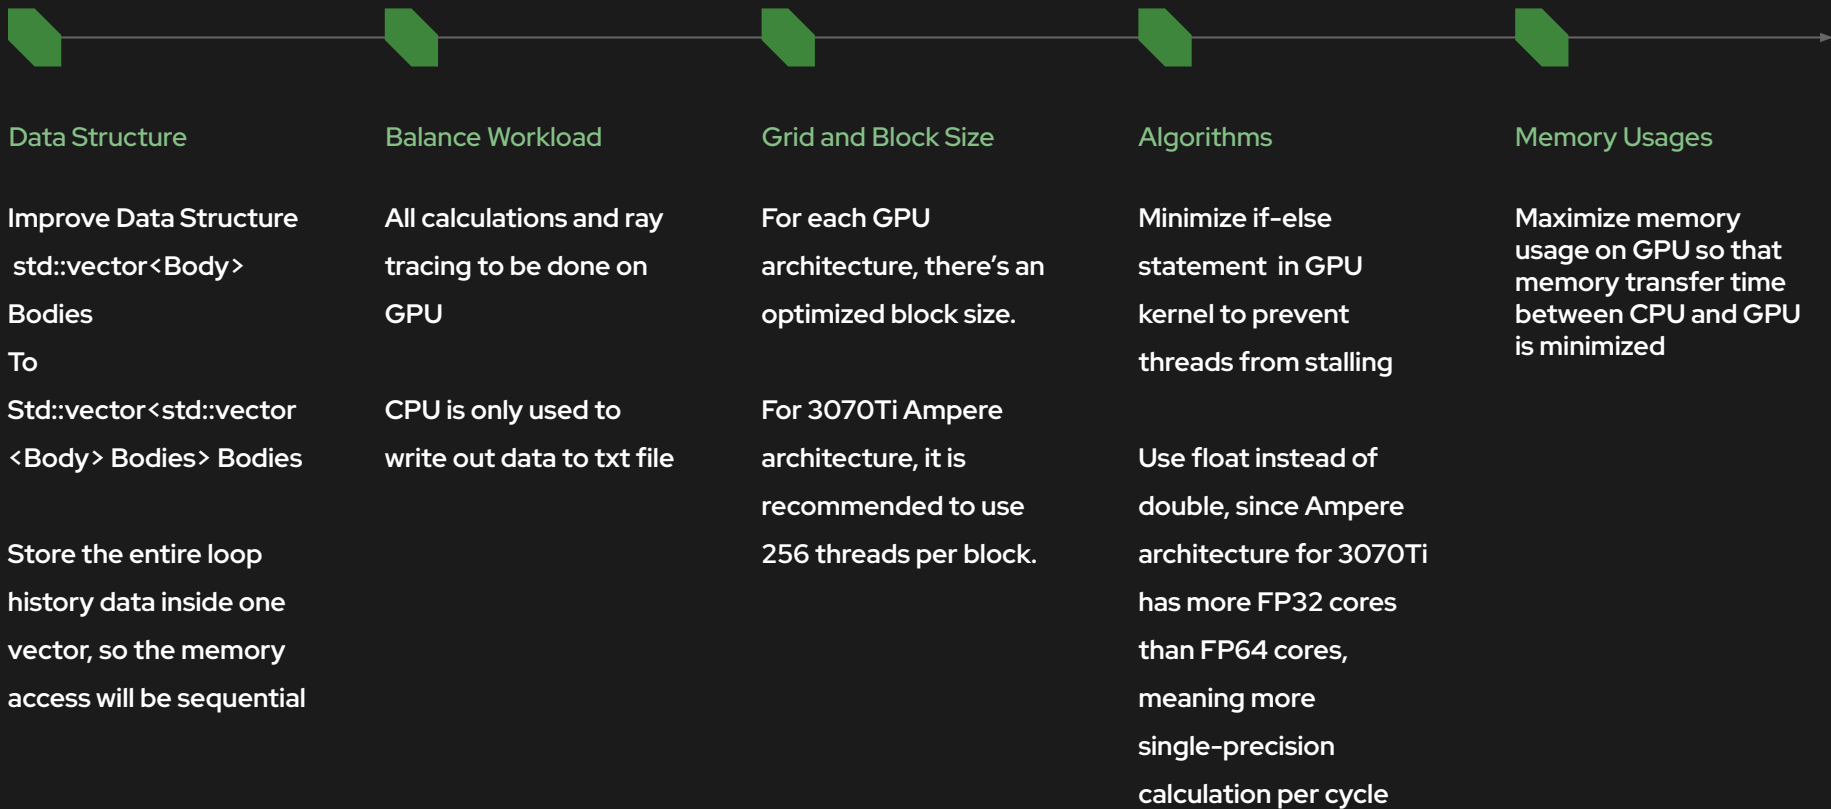 Data Structure
Improve Data Structure
std::vector<Body>
Bodies
To
Std::vector<std::vector
<Body> Bodies> Bodies
Store the entire loop
history data inside one
vector, so the memory
access will be sequential
Balance Workload
All calculations and ray
tracing to be done on
GPU
CPU is only used to
write out data to txt file
Grid and Block Size
For each GPU
architecture, there’s an
optimized block size.
For 3070Ti Ampere
architecture, it is
recommended to use
256 threads per block.
Algorithms
Minimize if-else
statement  in GPU
kernel to prevent
threads from stalling
Use float instead of
double, since Ampere
architecture for 3070Ti
has more FP32 cores
than FP64 cores,
meaning more
single-precision
calculation per cycle
Memory Usages
Maximize memory
usage on GPU so that
memory transfer time
between CPU and GPU
is minimized